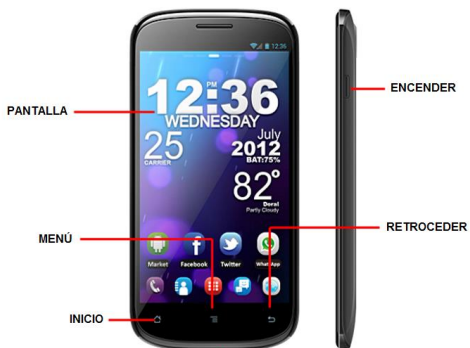 12:36
PANTALLA
PM
12:36
WEDNESDAY
25
CARRIER
July
2012
BAT:75%
82°
Doral
Partly Cloudy
ENCENDER
RETROCEDER
MENÚ
Market
Facebook
Twitter
WhatsApp
INICIO